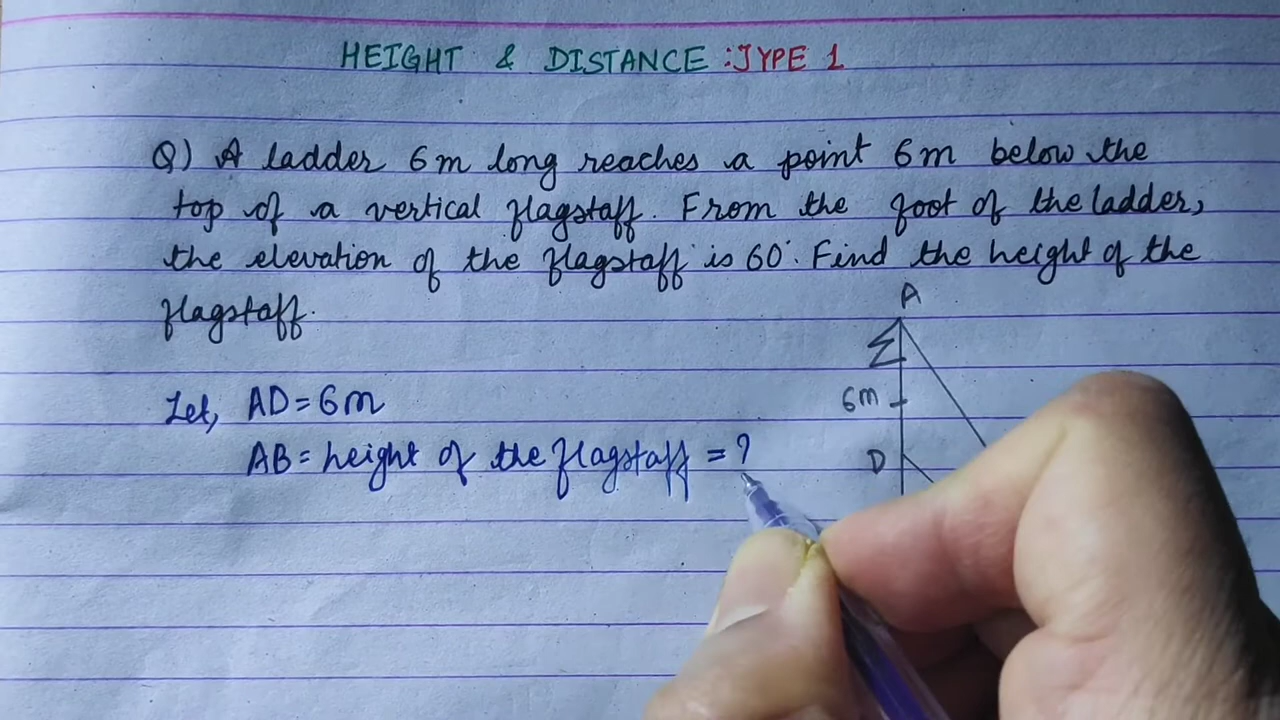 HEIGHT & DISTANCE : TYPE 1
Q) A ladder 6m long reaches a point 6m below the
top of a vertical flagstaff. From the foot of the ladder,
the elevation of the flagstaff is 60°. Find the height of the
flagstaff.
A
Let, AD = 6m
6m
AB = height of the flagstaff = ?
D